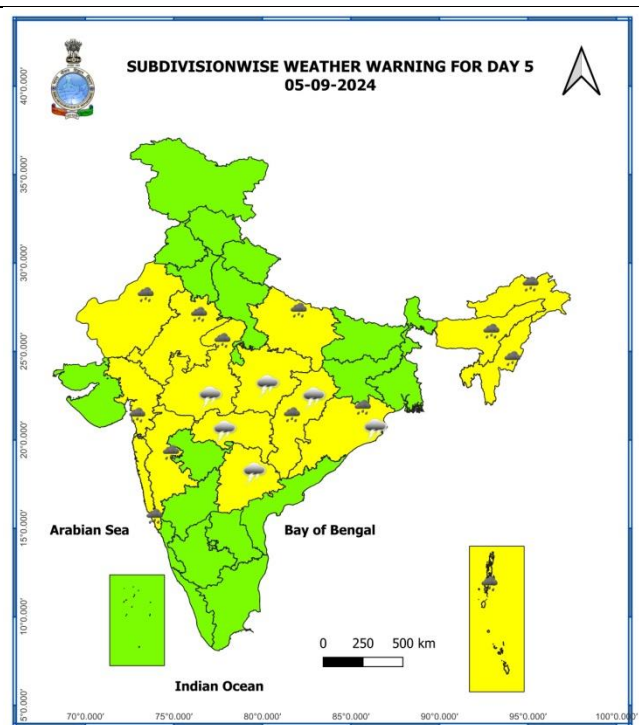 SUBDIVISIONWISE WEATHER WARNING FOR DAY 5
05-09-2024
40°0.000'
35°0.000'
30°0.000'
25°0.000'
20°0.000'
15°0.000'
10°0.000'
5°0.000'
Arabian Sea
Bay of Bengal
0 250 500 km
Indian Ocean
70°0.000' 75°0.000' 80°0.000' 85°0.000' 90°0.000' 95°0.000' 100°0.000'